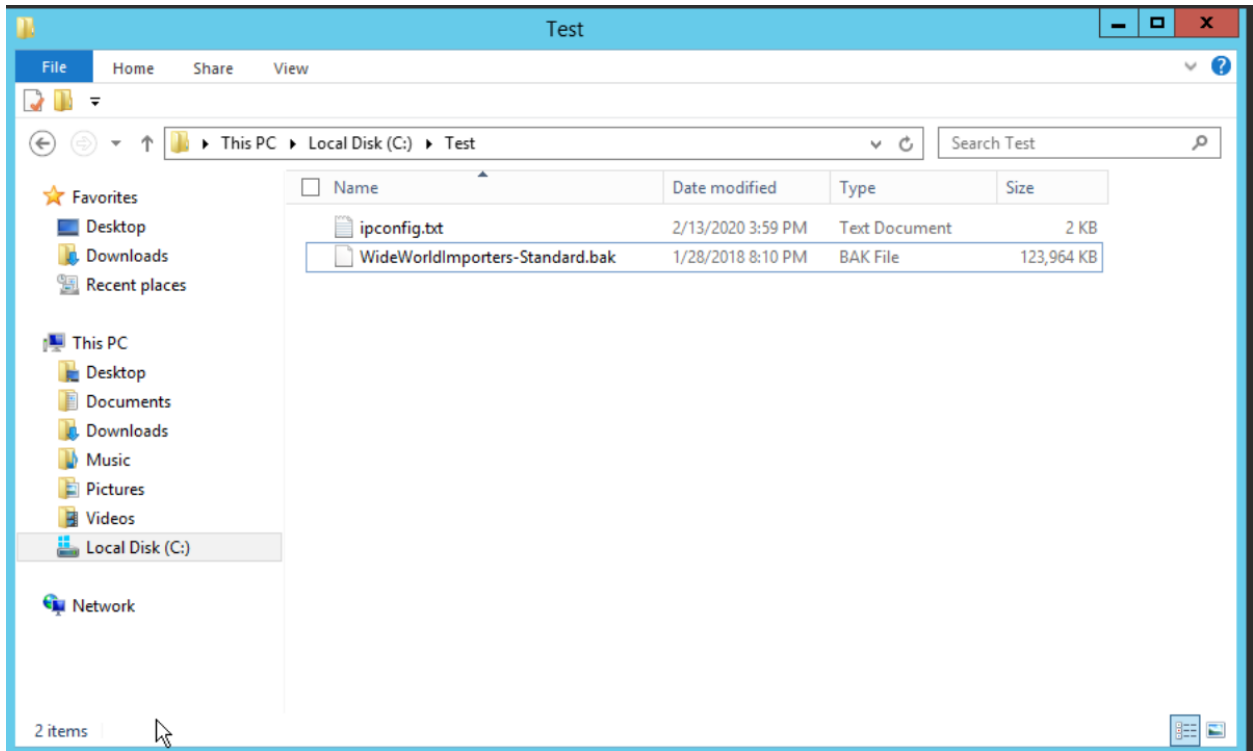 Test
File Home Share View
This PC Local Disk (C:) Test
Search Test
Favorites
Desktop
Downloads
Recent places
This PC
Desktop
Documents
Downloads
Music
Pictures
Videos
Local Disk (C:)
Network
Name Date modified Type Size
ipconfig.txt 2/13/2020 3:59 PM Text Document 2 KB
WideWorldImporters-Standard.bak 1/28/2018 8:10 PM BAK File 123,964 KB
2 items